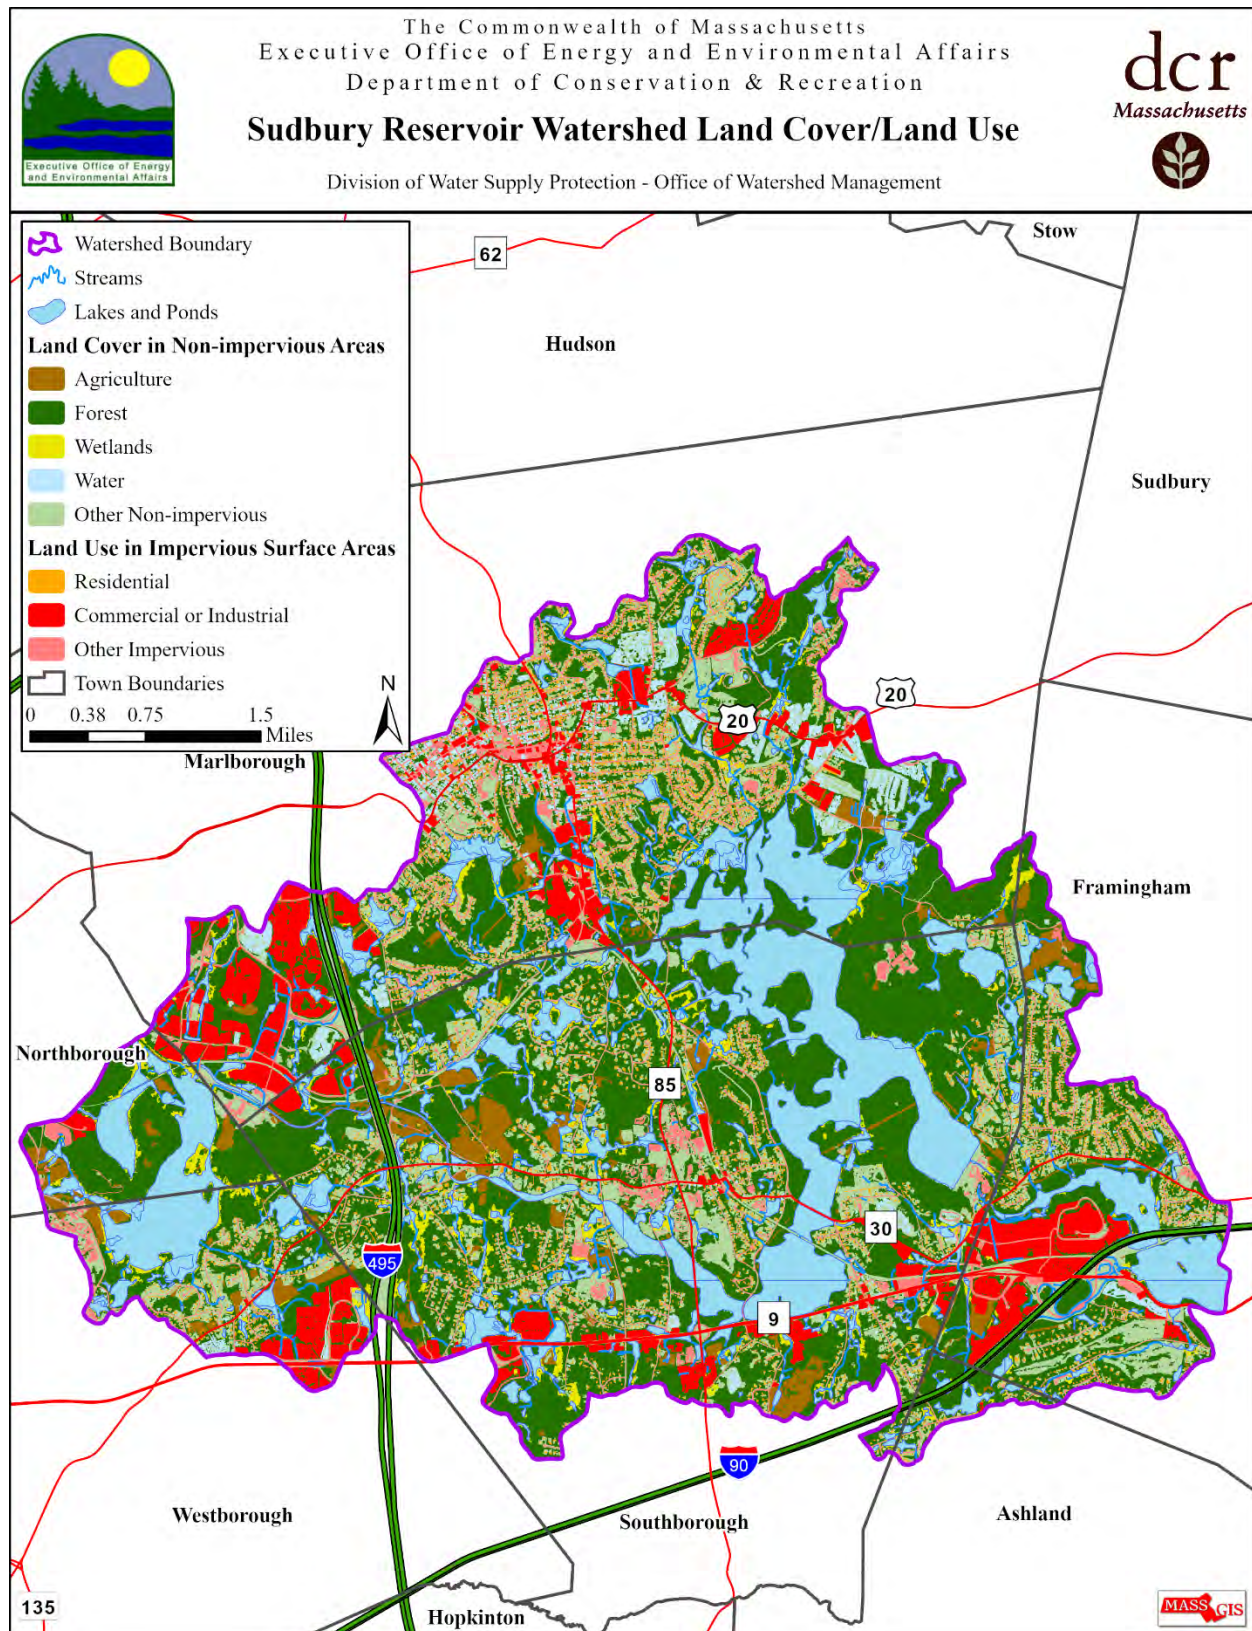 The Commonwealth of Massachusetts
Executive Office of Energy and Environmental Affairs
Department of Conservation & Recreation
Sudbury Reservoir Watershed Land Cover/Land Use
Division of Water Supply Protection - Office of Watershed Management
Executive Office of Energy
and Environmental Affairs
dcr
Massachusetts
Watershed Boundary
Streams
Lakes and Ponds
Land Cover in Non-impervious Areas
Agriculture
Forest
Wetlands
Water
Other Non-impervious
Land Use in Impervious Surface Areas
Residential
Commercial or Industrial
Other Impervious
Town Boundaries
N
0 0.38 0.75 1.5
Miles
Stow
62
Hudson
Sudbury
20
20
Marlborough
Framingham
Northborough
85
30
495
9
90
Westborough
Southborough
Ashland
135
Hopkinton
MASS GIS